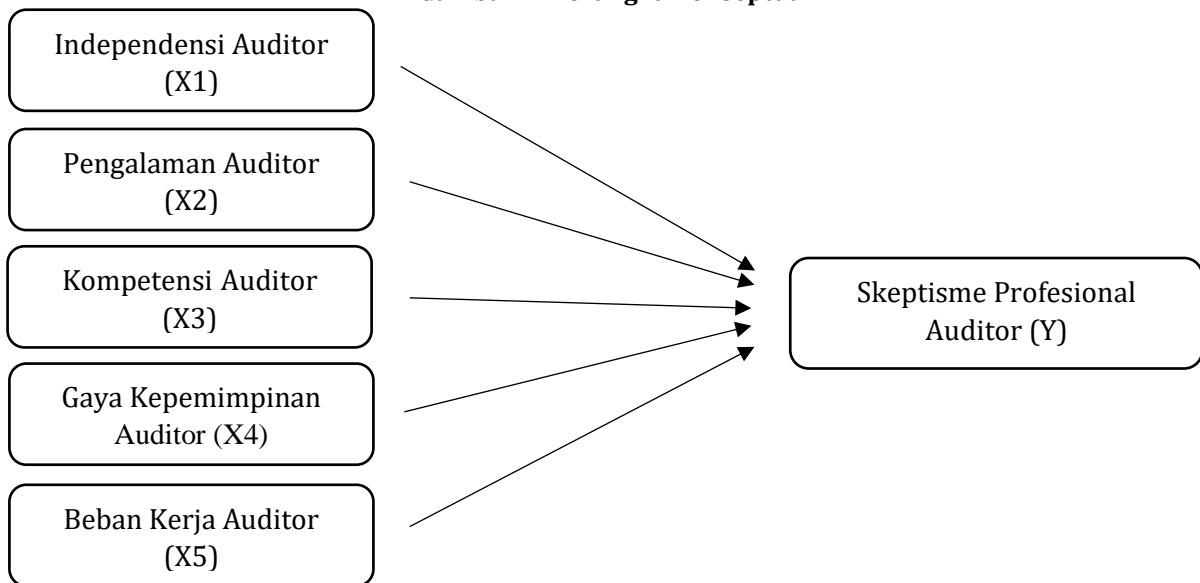 Independensi Auditor
(X1)
Pengalaman Auditor
(X2)
Kompetensi Auditor
(X3)
Gaya Kepemimpinan
Auditor (X4)
Beban Kerja Auditor
(X5)
Skeptisme Profesional
Auditor (Y)